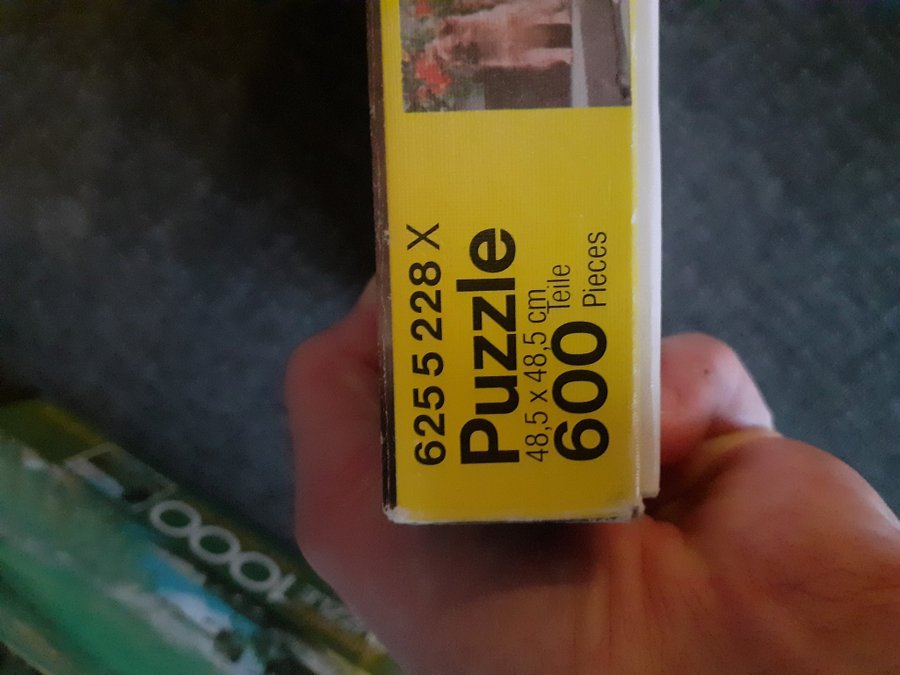 625 5 228 X
Puzzle
48,5 x 48,5 cm
600 Teile
Pieces
1000